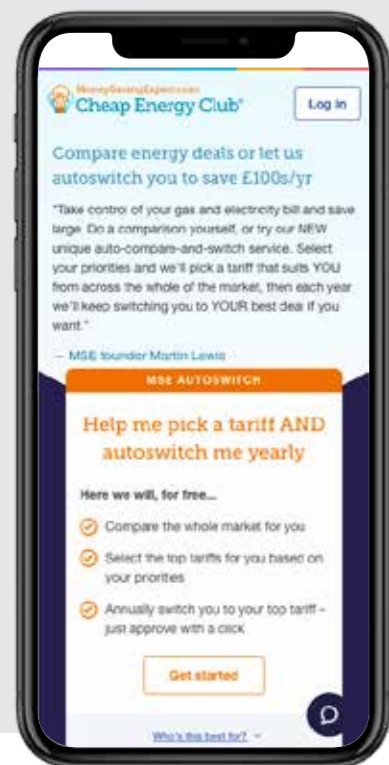 MoneySavingExpert.com
Cheap Energy Club®
Log in
Compare energy deals or let us
autoswitch you to save £100s/yr
"Take control of your gas and electricity bill and save
large. Do a comparison yourself, or try our NEW
unique auto-compare-and-switch service. Select
your priorities and we'll pick a tariff that suits YOU
from across the whole of the market, then each year
we'll keep switching you to YOUR best deal if you
want."
— MSE founder Martin Lewis
MSE AUTOSWITCH
Help me pick a tariff AND
autoswitch me yearly
Here we will, for free...
Compare the whole market for you
Select the top tariffs for you based on
your priorities
Annually switch you to your top tariff –
just approve with a click
Get started
Who's this best for?